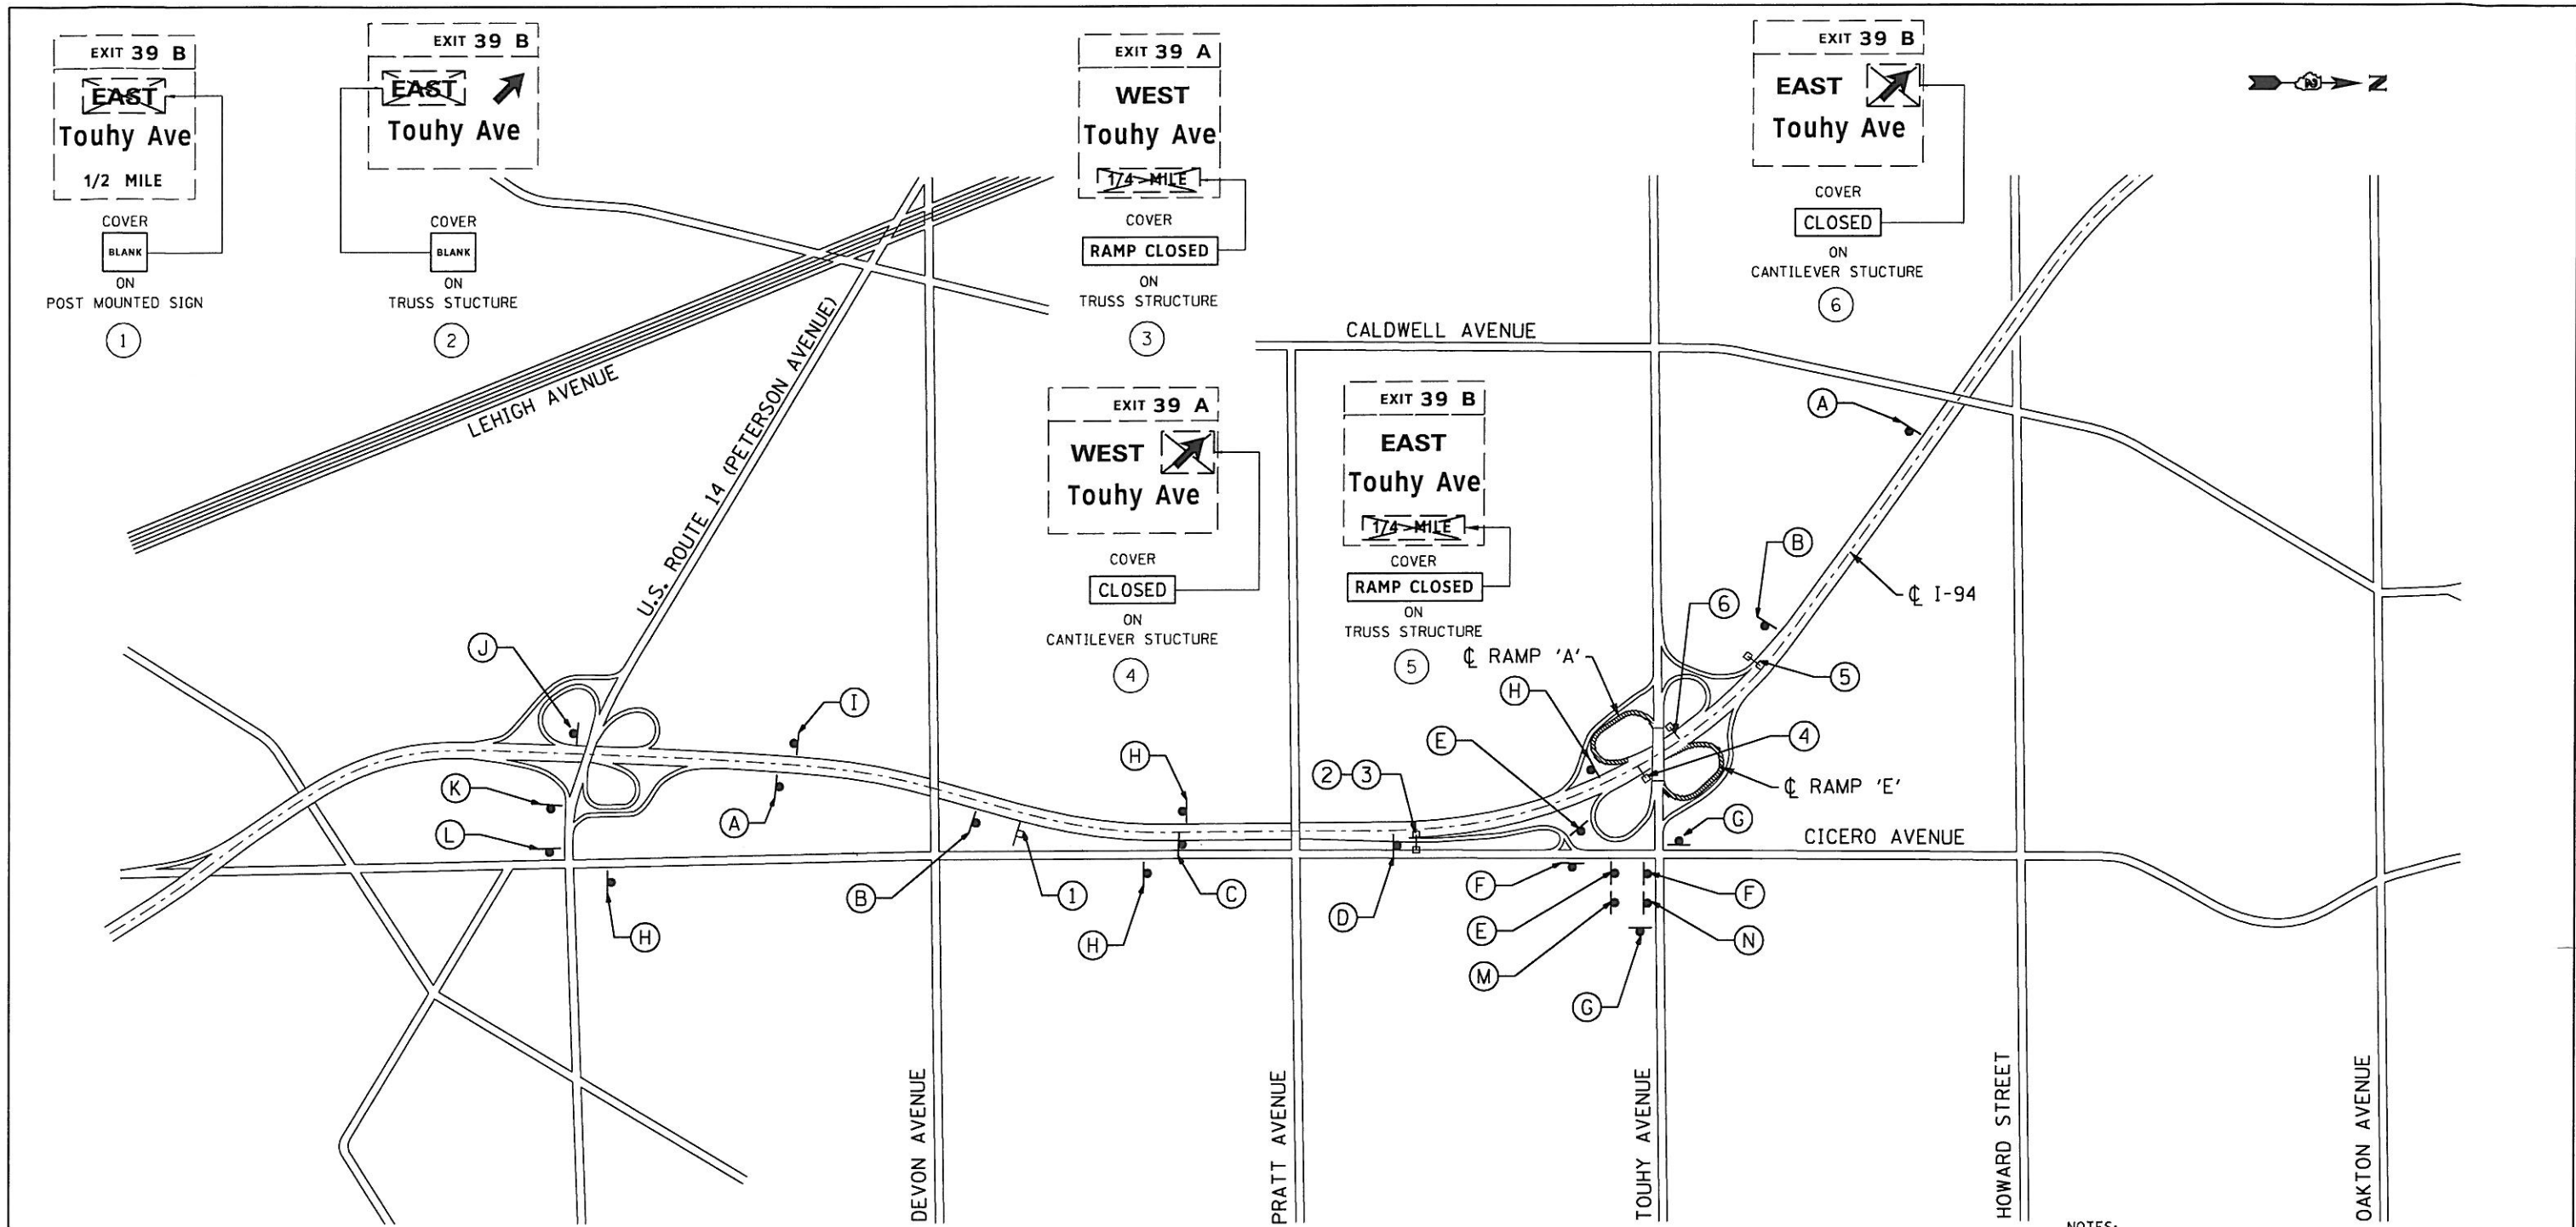 EXIT 39 B
EAST
Touhy Ave
1/2 MILE
COVER
BLANK
ON
POST MOUNTED SIGN
1
EXIT 39 B
EAST
Touhy Ave
COVER
BLANK
ON
TRUSS STUCTURE
2
EXIT 39 A
WEST
Touhy Ave
1/4 MILE
COVER
RAMP CLOSED
ON
TRUSS STRUCTURE
3
EXIT 39 A
WEST
Touhy Ave
COVER
CLOSED
ON
CANTILEVER STUCTURE
4
EXIT 39 B
EAST
Touhy Ave
1/4 MILE
COVER
RAMP CLOSED
ON
TRUSS STRUCTURE
5
EXIT 39 B
EAST
Touhy Ave
COVER
CLOSED
ON
CANTILEVER STUCTURE
6
N
LEHIGH AVENUE
U.S. ROUTE 14 (PETERSON AVENUE)
CALDWELL AVENUE
A
B
℄ I-94
6
5
℄ RAMP 'A'
H
4
E
2 3
℄ RAMP 'E'
G
CICERO AVENUE
J
I
H
K
A
L
B
1
C
H
H
D
F
E
M
G
F
N
DEVON AVENUE
PRATT AVENUE
TOUHY AVENUE
HOWARD STREET
OAKTON AVENUE
NOTES: